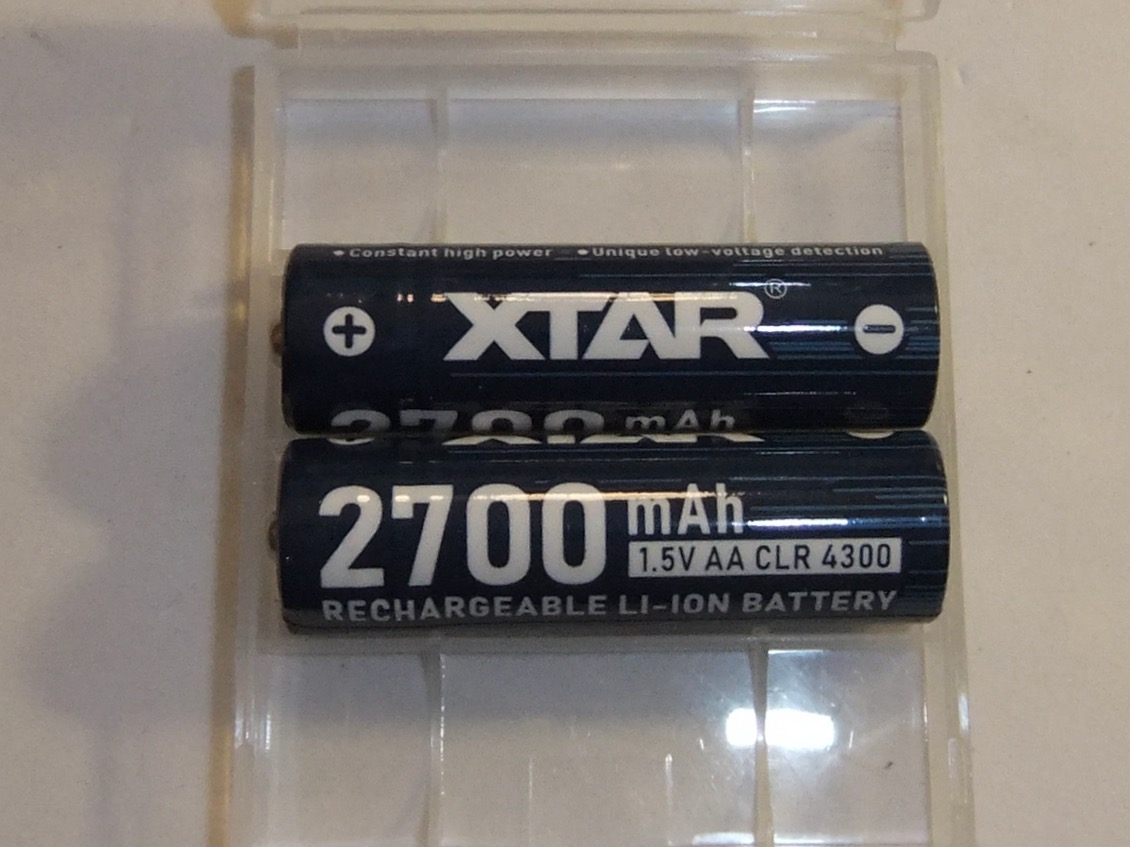 •Constant high power •Unique low-voltage detection
+ XTAR® −
2700 mAh
2700 mAh
1.5V AA CLR 4300
RECHARGEABLE LI-ION BATTERY